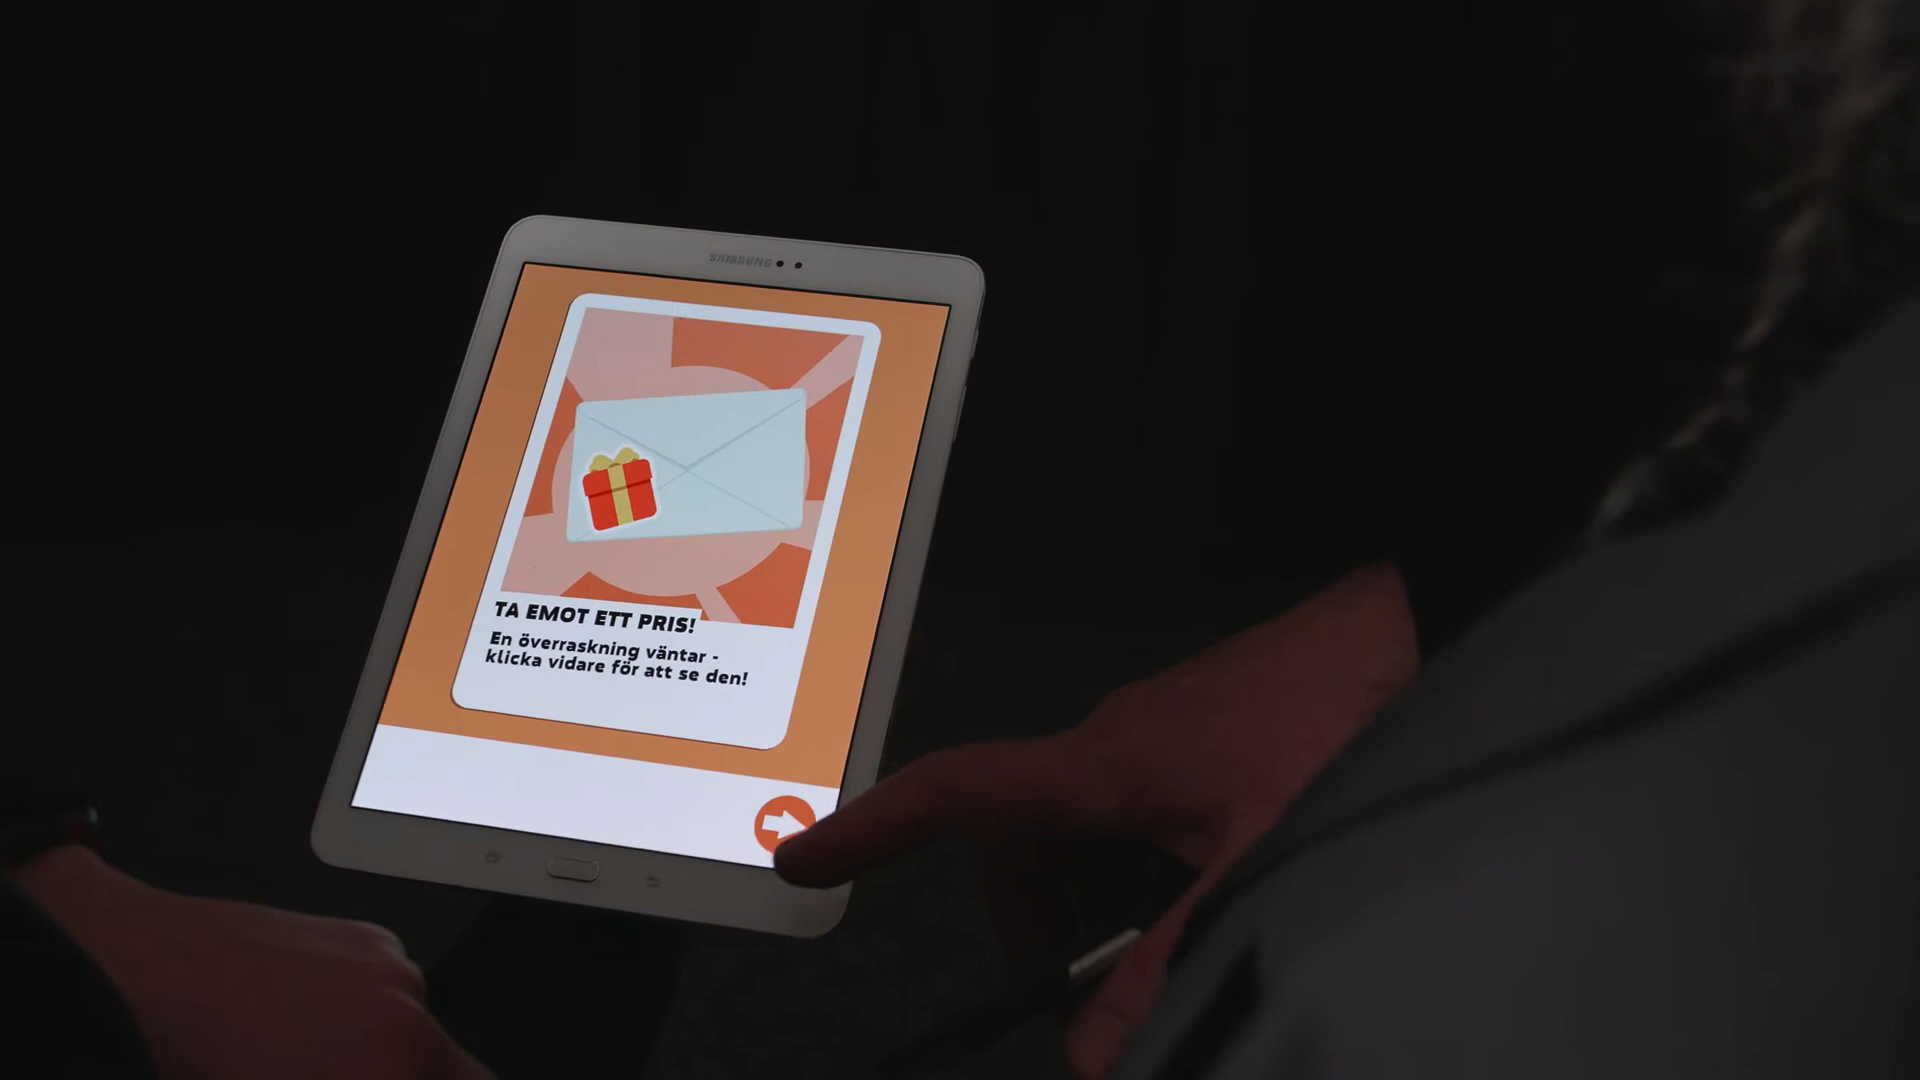 SAMSUNG
TA EMOT ETT PRIS!
En överraskning väntar -
klicka vidare för att se den!